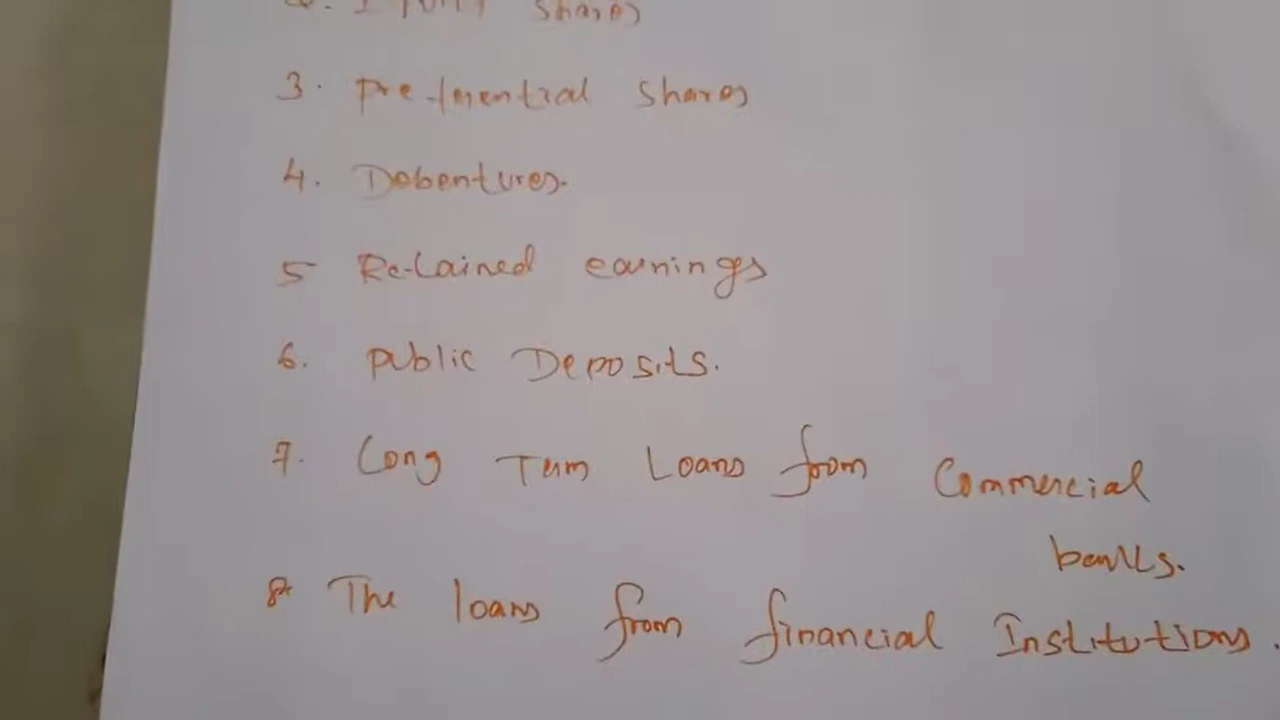 Shares
3. Preferential Shares
4. Debentures.
5 Retained earnings
6. Public Deposits.
7. Long Term Loans from Commercial
banks.
8. The loans from financial Institutions.